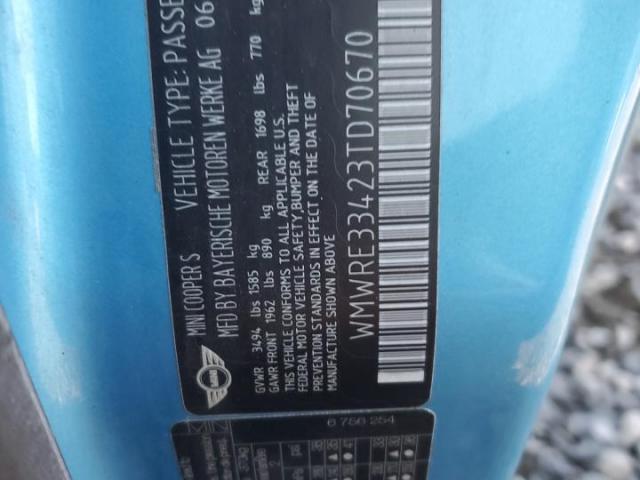 MINI COOPER S
VEHICLE TYPE: PASSE
MFD BY: BAYERISCHE MOTOREN WERKE AG 06
GVWR 3494 lbs 1585 kg
GAWR FRONT 1962 lbs 890 kg REAR 1698 lbs 770 kg
THIS VEHICLE CONFORMS TO ALL APPLICABLE U.S.
FEDERAL MOTOR VEHICLE SAFETY,BUMPER AND THEFT
PREVENTION STANDARDS IN EFFECT ON THE DATE OF
MANUFACTURE SHOWN ABOVE
WMWRE33423TD70670
MINI
6 756 254